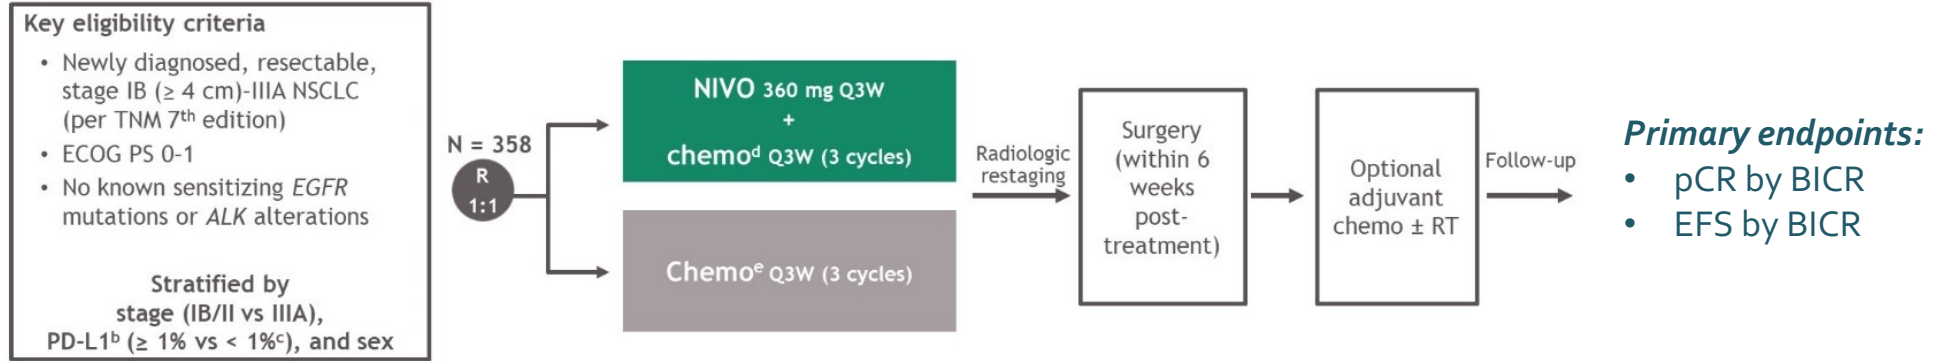 Key eligibility criteria
• Newly diagnosed, resectable,
stage IB (≥ 4 cm)-IIIA NSCLC
(per TNM 7th edition)
• ECOG PS 0-1
• No known sensitizing EGFR
mutations or ALK alterations
Stratified by
stage (IB/II vs IIIA),
PD-L1ᵇ (≥ 1% vs < 1%ᶜ), and sex
N = 358
R
1:1
NIVO 360 mg Q3W
+
chemoᵈ Q3W (3 cycles)
Chemoᵉ Q3W (3 cycles)
Radiologic
restaging
Surgery
(within 6
weeks
post-
treatment)
Optional
adjuvant
chemo ± RT
Follow-up
Primary endpoints:
• pCR by BICR
• EFS by BICR